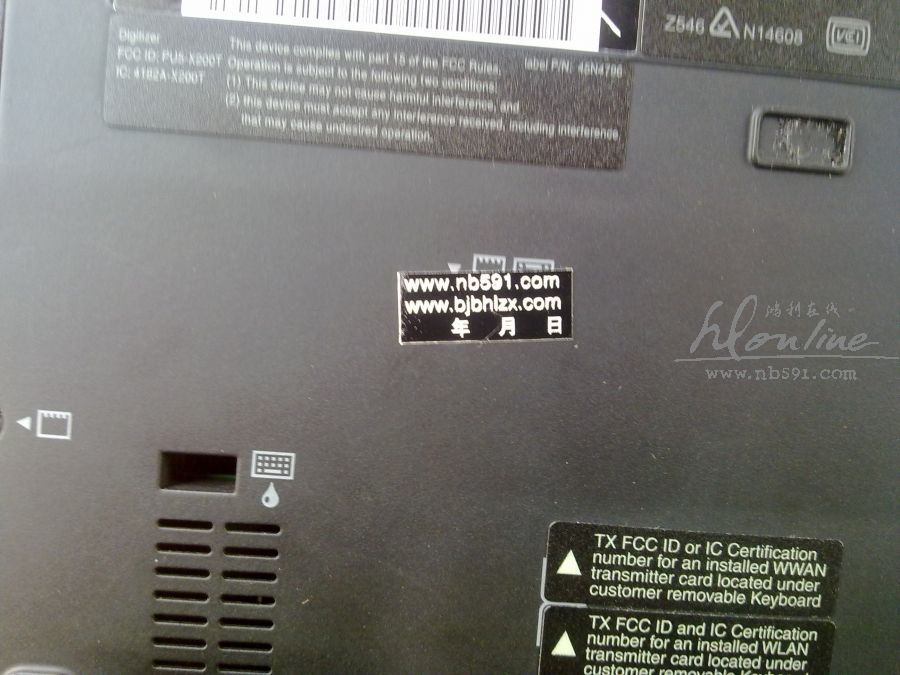 Z546 N14608
VCI
Digitizer
FCC ID: PU5-X200T
IC: 4182A-X200T
This device complies with part 15 of the FCC Rules.
label P/N:
Operation is subject to the following two conditions,
(1) This device may not cause harmful interference, and
(2) this device must accept any interference received, including interference
that may cause undesired operation.
www.nb591.com
www.bjbhlzx.com
年 月 日
鸿利在线
hlonline
www.nb591.com
TX FCC ID or IC Certification
number for an installed WWAN
transmitter card located under
customer removable Keyboard
TX FCC ID and IC Certification
number for an installed WLAN
transmitter card located under
customer removable Keyboard